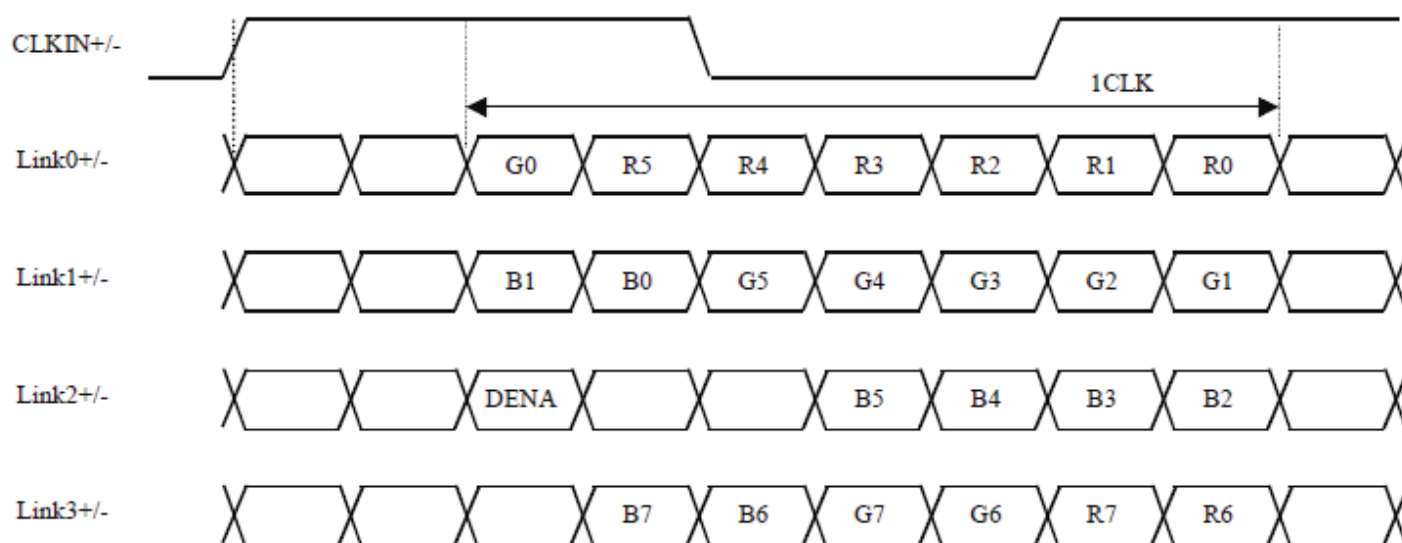 CLKIN+/-
1CLK
Link0+/- G0 R5 R4 R3 R2 R1 R0
Link1+/- B1 B0 G5 G4 G3 G2 G1
Link2+/- DENA B5 B4 B3 B2
Link3+/- B7 B6 G7 G6 R7 R6